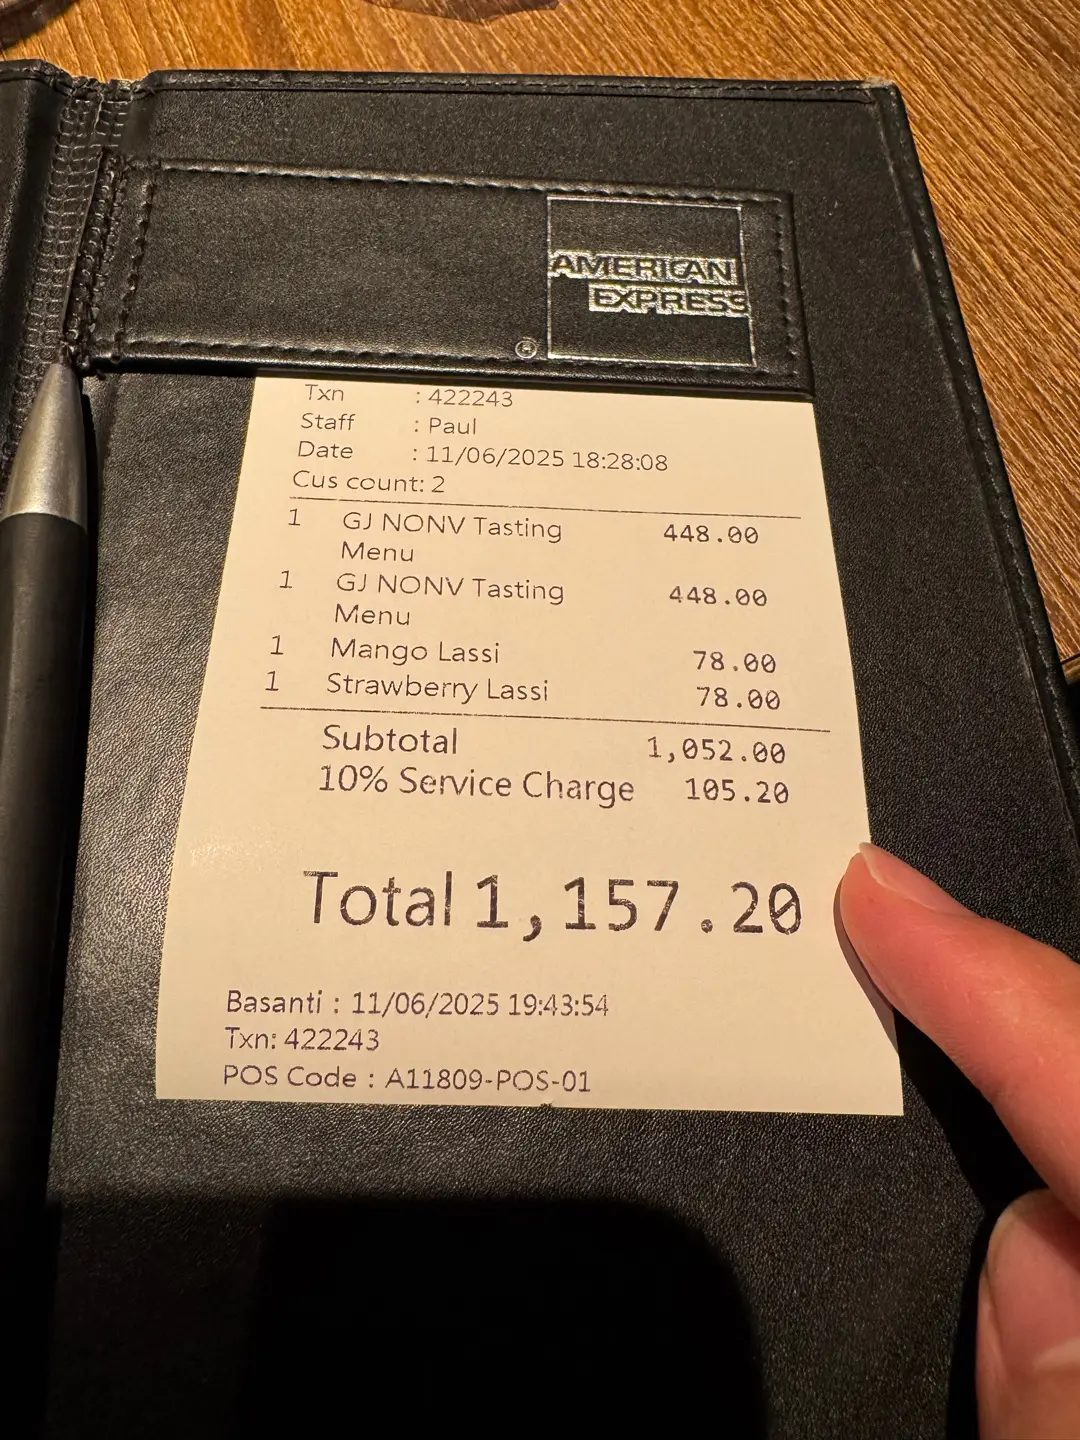 AMERICAN
EXPRESS
®
Txn : 422243
Staff : Paul
Date : 11/06/2025 18:28:08
Cus count: 2
1 GJ NONV Tasting 448.00
Menu
1 GJ NONV Tasting 448.00
Menu
1 Mango Lassi 78.00
1 Strawberry Lassi 78.00
Subtotal 1,052.00
10% Service Charge 105.20
Total 1,157.20
Basanti : 11/06/2025 19:43:54
Txn: 422243
POS Code : A11809-POS-01